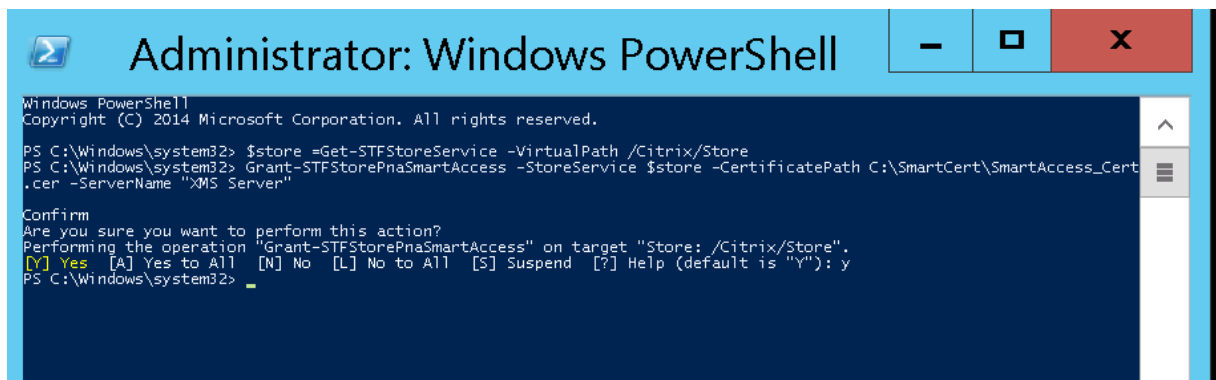 Administrator: Windows PowerShell
Windows PowerShell
Copyright (C) 2014 Microsoft Corporation. All rights reserved.
PS C:\Windows\system32> $store =Get-STFStoreService -VirtualPath /Citrix/Store
PS C:\Windows\system32> Grant-STFStorePnaSmartAccess -StoreService $store -CertificatePath C:\SmartCert\SmartAccess_Cert
.cer -ServerName "XMS Server"
Confirm
Are you sure you want to perform this action?
Performing the operation "Grant-STFStorePnaSmartAccess" on target "Store: /Citrix/Store".
[Y] Yes  [A] Yes to All  [N] No  [L] No to All  [S] Suspend  [?] Help (default is "Y"): y
PS C:\Windows\system32>